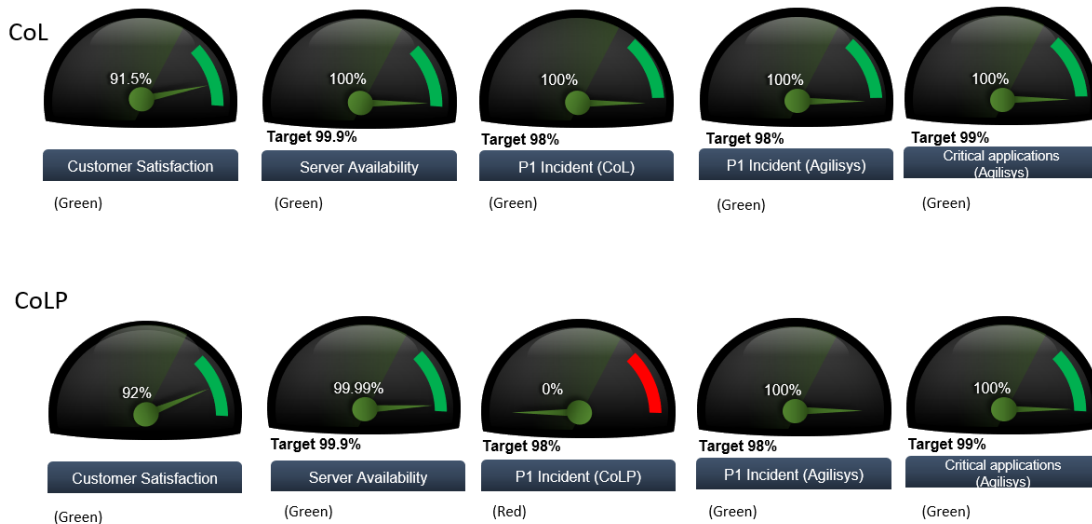 CoL
91.5%
100%
100%
100%
100%
Target 99.9%
Target 98%
Target 98%
Target 99%
Customer Satisfaction
Server Availability
P1 Incident (CoL)
P1 Incident (Agilisys)
Critical applications
(Agilisys)
(Green)
(Green)
(Green)
(Green)
(Green)
CoLP
92%
99.99%
0%
100%
100%
Target 99.9%
Target 98%
Target 98%
Target 99%
Customer Satisfaction
Server Availability
P1 Incident (CoLP)
P1 Incident (Agilisys)
Critical applications
(Agilisys)
(Green)
(Green)
(Red)
(Green)
(Green)